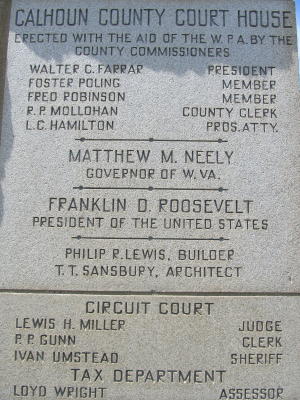 CALHOUN COUNTY COURT HOUSE
ERECTED WITH THE AID OF THE W.P.A. BY THE
COUNTY COMMISSIONERS
WALTER C. FARRAR PRESIDENT
FOSTER POLING MEMBER
FRED ROBINSON MEMBER
R.P. MOLLOHAN COUNTY CLERK
L.C. HAMILTON PROS. ATTY.
MATTHEW M. NEELY
GOVERNOR OF W.VA.
FRANKLIN D. ROOSEVELT
PRESIDENT OF THE UNITED STATES
PHILIP R. LEWIS, BUILDER
T.T. SANSBURY, ARCHITECT
CIRCUIT COURT
LEWIS H. MILLER JUDGE
P.P. GUNN CLERK
IVAN UMSTEAD SHERIFF
TAX DEPARTMENT
LOYD WRIGHT ASSESSOR